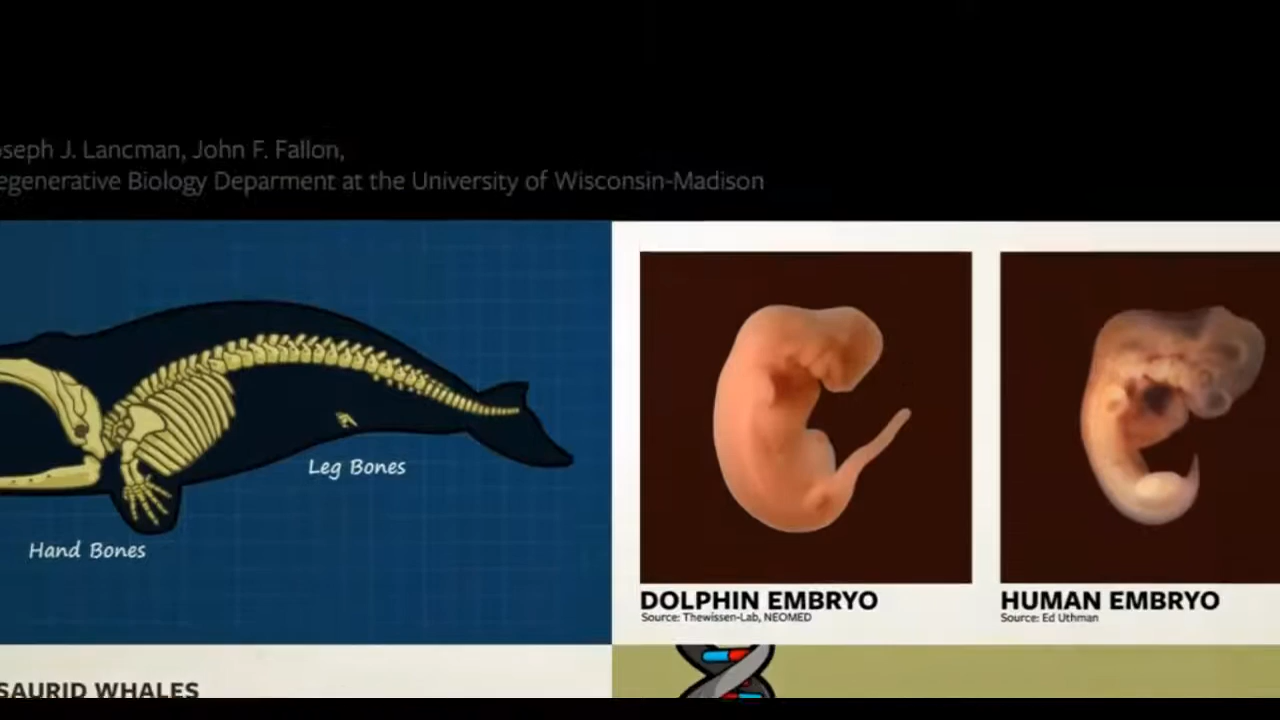 oseph J. Lancman, John F. Fallon,
egenerative Biology Deparment at the University of Wisconsin-Madison
Leg Bones
Hand Bones
DOLPHIN EMBRYO
Source: Thewissen-Lab, NEOMED
HUMAN EMBRYO
Source: Ed Uthman
SAURID WHALES